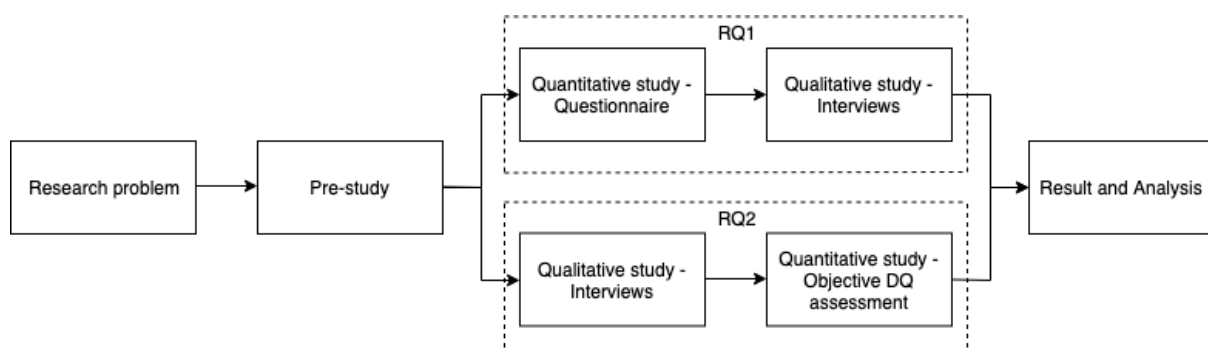 Research problem
Pre-study
RQ1
Quantitative study -
Questionnaire
Qualitative study -
Interviews
RQ2
Qualitative study -
Interviews
Quantitative study -
Objective DQ
assessment
Result and Analysis